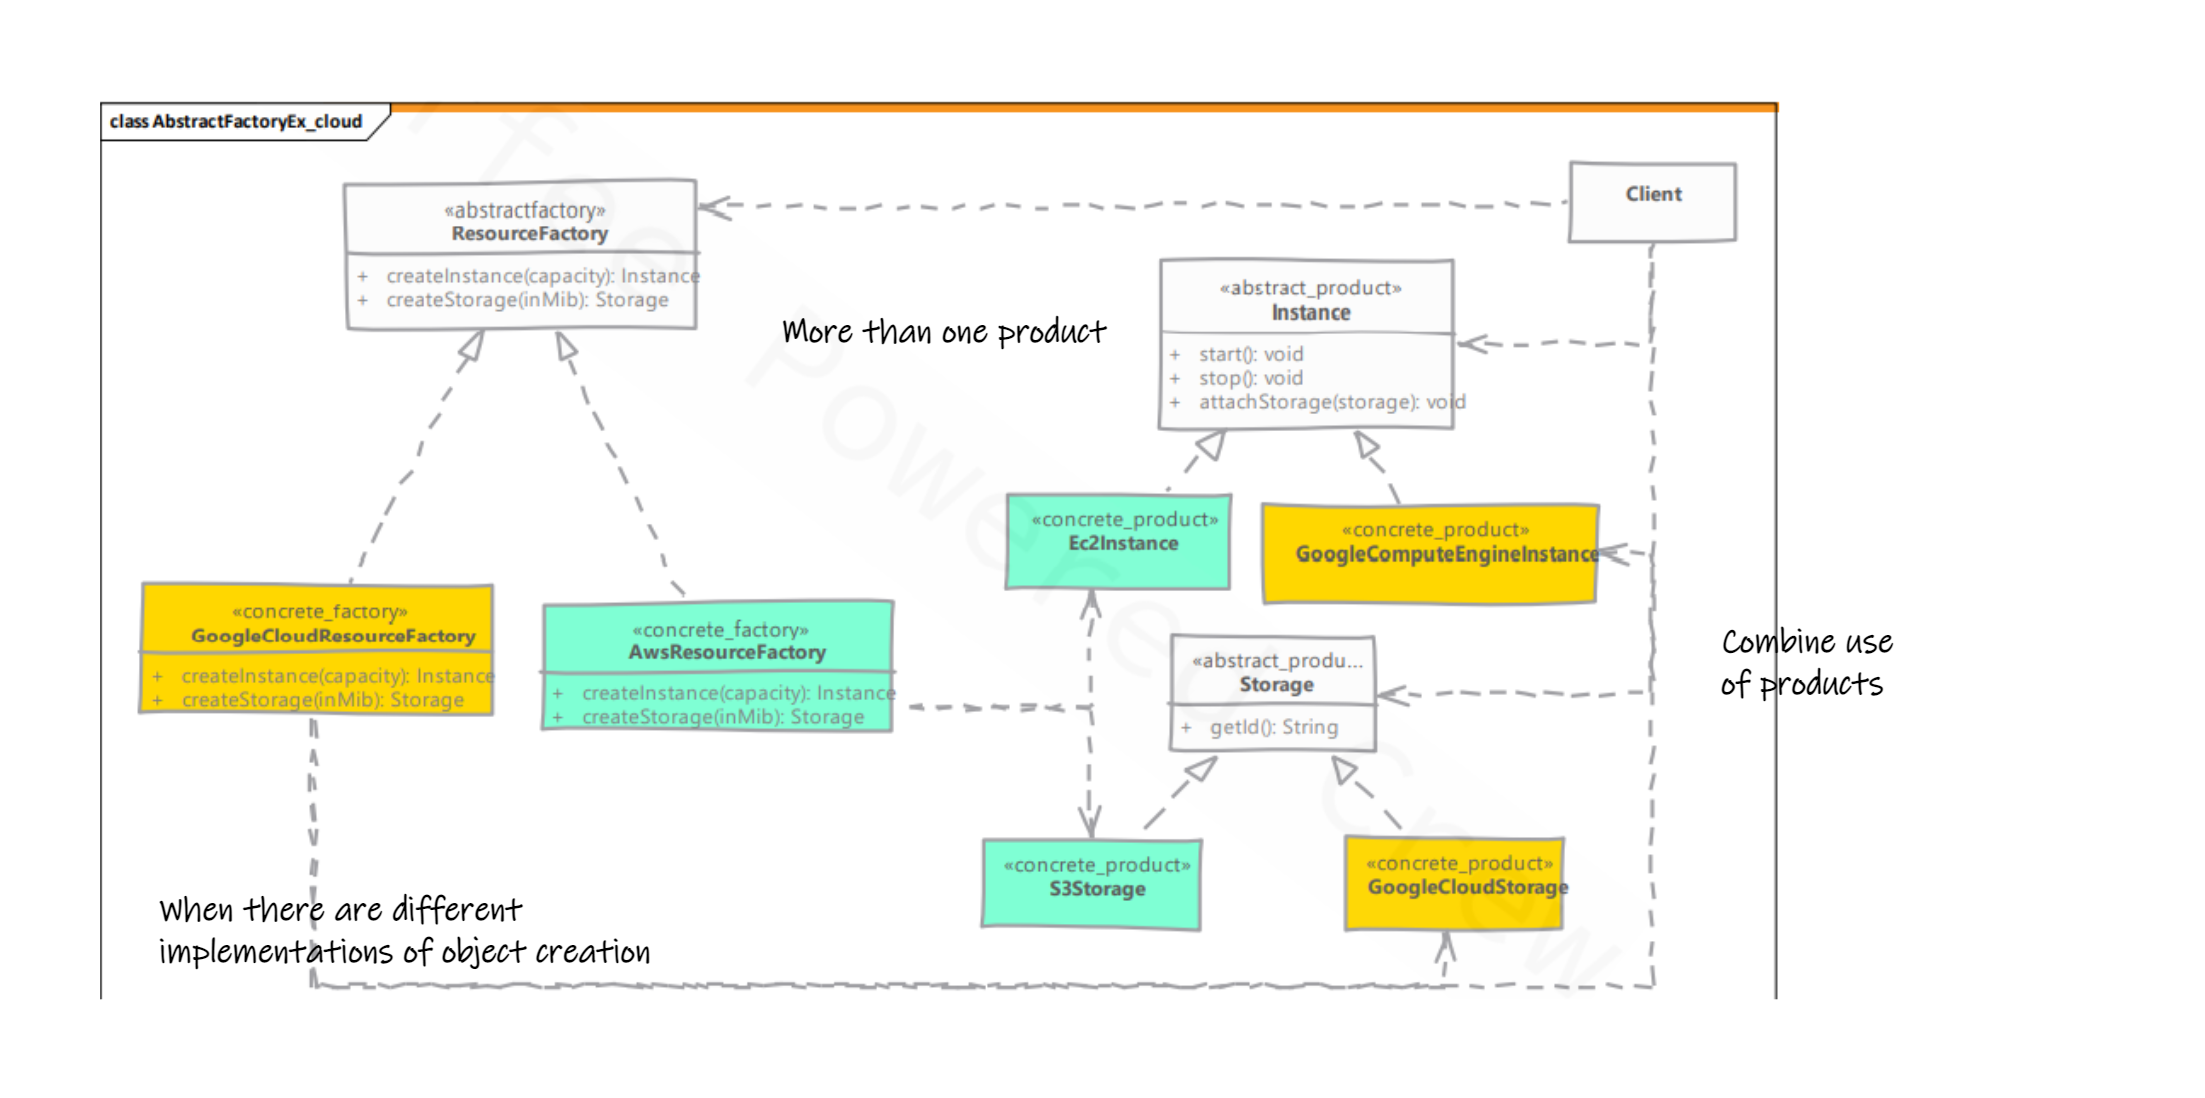 class AbstractFactoryEx_cloud
«abstractfactory»
ResourceFactory
+ createInstance(capacity): Instance
+ createStorage(inMib): Storage
Client
More than one product
«abstract_product»
Instance
+ start(): void
+ stop(): void
+ attachStorage(storage): void
«concrete_product»
Ec2Instance
«concrete_product»
GoogleComputeEngineInstance
«concrete_factory»
GoogleCloudResourceFactory
+ createInstance(capacity): Instance
+ createStorage(inMib): Storage
«concrete_factory»
AwsResourceFactory
+ createInstance(capacity): Instance
+ createStorage(inMib): Storage
«abstract_produ...
Storage
+ getId(): String
Combine use
of products
«concrete_product»
S3Storage
«concrete_product»
GoogleCloudStorage
When there are different
implementations of object creation
Powered Crew